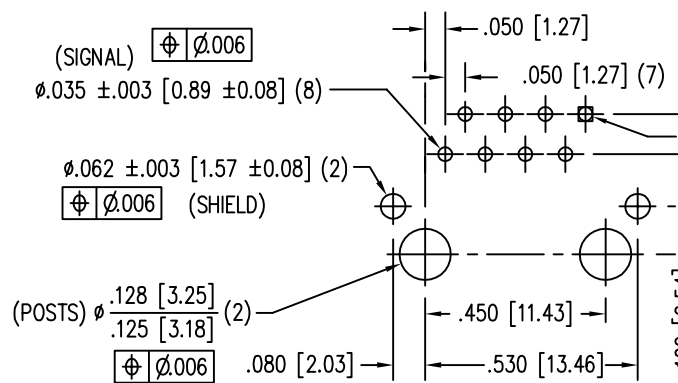 .050 [1.27]
(SIGNAL) ⌖ Ø.006
.050 [1.27] (7)
Ø.035 ±.003 [0.89 ±0.08] (8)
Ø.062 ±.003 [1.57 ±0.08] (2)
⌖ Ø.006 (SHIELD)
(POSTS) Ø .128 [3.25]
.125 [3.18] (2)
.450 [11.43]
⌖ Ø.006
.080 [2.03]
.530 [13.46]